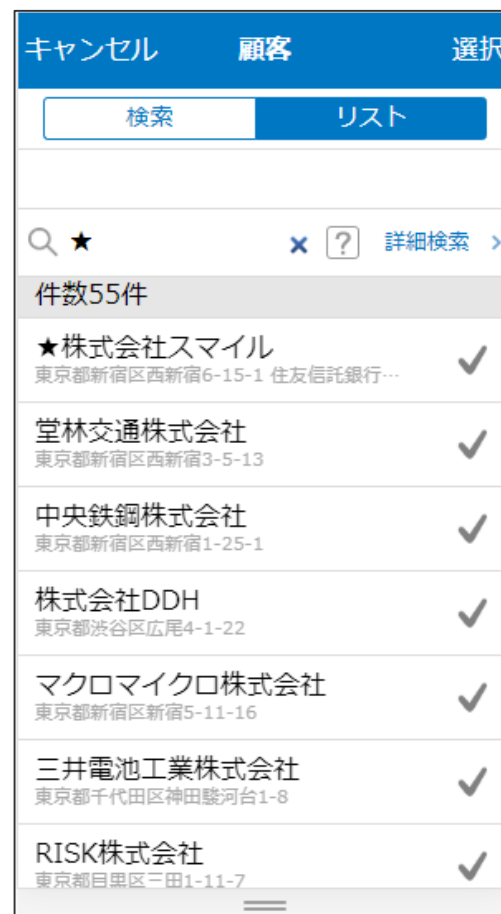 キャンセル 顧客 選択
検索 リスト
★ × ? 詳細検索 >
件数55件
★株式会社スマイル
東京都新宿区西新宿6-15-1 住友信託銀行…
堂林交通株式会社
東京都新宿区西新宿3-5-13
中央鉄鋼株式会社
東京都新宿区西新宿1-25-1
株式会社DDH
東京都渋谷区広尾4-1-22
マクロマイクロ株式会社
東京都新宿区新宿5-11-16
三井電池工業株式会社
東京都千代田区神田駿河台1-8
RISK株式会社
東京都目黒区三田1-11-7